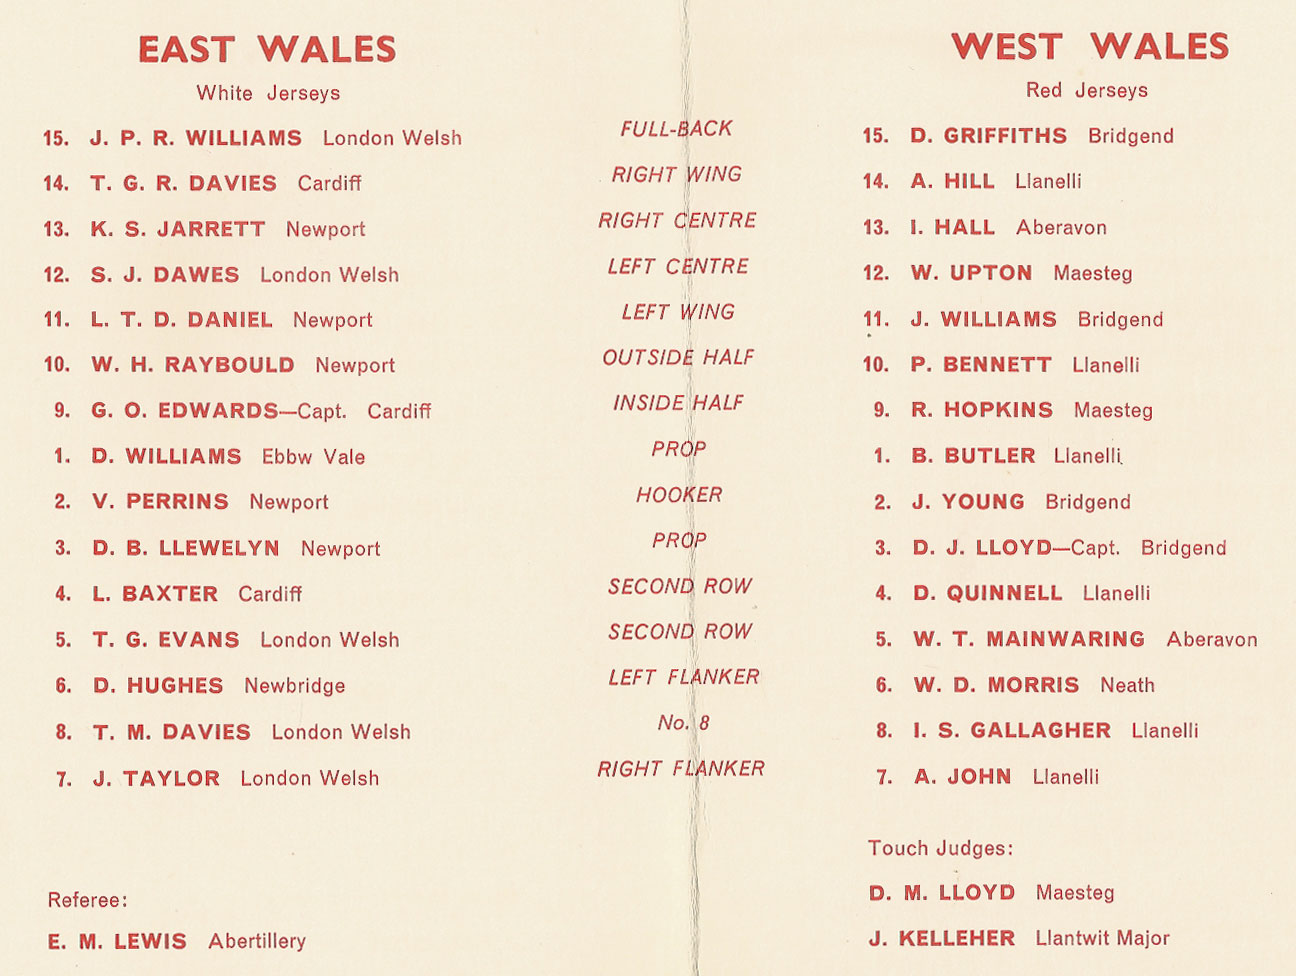 EAST WALES
White Jerseys
WEST WALES
Red Jerseys
15. J. P. R. WILLIAMS London Welsh FULL-BACK 15. D. GRIFFITHS Bridgend
14. T. G. R. DAVIES Cardiff RIGHT WING 14. A. HILL Llanelli
13. K. S. JARRETT Newport RIGHT CENTRE 13. I. HALL Aberavon
12. S. J. DAWES London Welsh LEFT CENTRE 12. W. UPTON Maesteg
11. L. T. D. DANIEL Newport LEFT WING 11. J. WILLIAMS Bridgend
10. W. H. RAYBOULD Newport OUTSIDE HALF 10. P. BENNETT Llanelli
9. G. O. EDWARDS—Capt. Cardiff INSIDE HALF 9. R. HOPKINS Maesteg
1. D. WILLIAMS Ebbw Vale PROP 1. B. BUTLER Llanelli
2. V. PERRINS Newport HOOKER 2. J. YOUNG Bridgend
3. D. B. LLEWELYN Newport PROP 3. D. J. LLOYD—Capt. Bridgend
4. L. BAXTER Cardiff SECOND ROW 4. D. QUINNELL Llanelli
5. T. G. EVANS London Welsh SECOND ROW 5. W. T. MAINWARING Aberavon
6. D. HUGHES Newbridge LEFT FLANKER 6. W. D. MORRIS Neath
8. T. M. DAVIES London Welsh No. 8 8. I. S. GALLAGHER Llanelli
7. J. TAYLOR London Welsh RIGHT FLANKER 7. A. JOHN Llanelli
Referee:
E. M. LEWIS Abertillery
Touch Judges:
D. M. LLOYD Maesteg
J. KELLEHER Llantwit Major